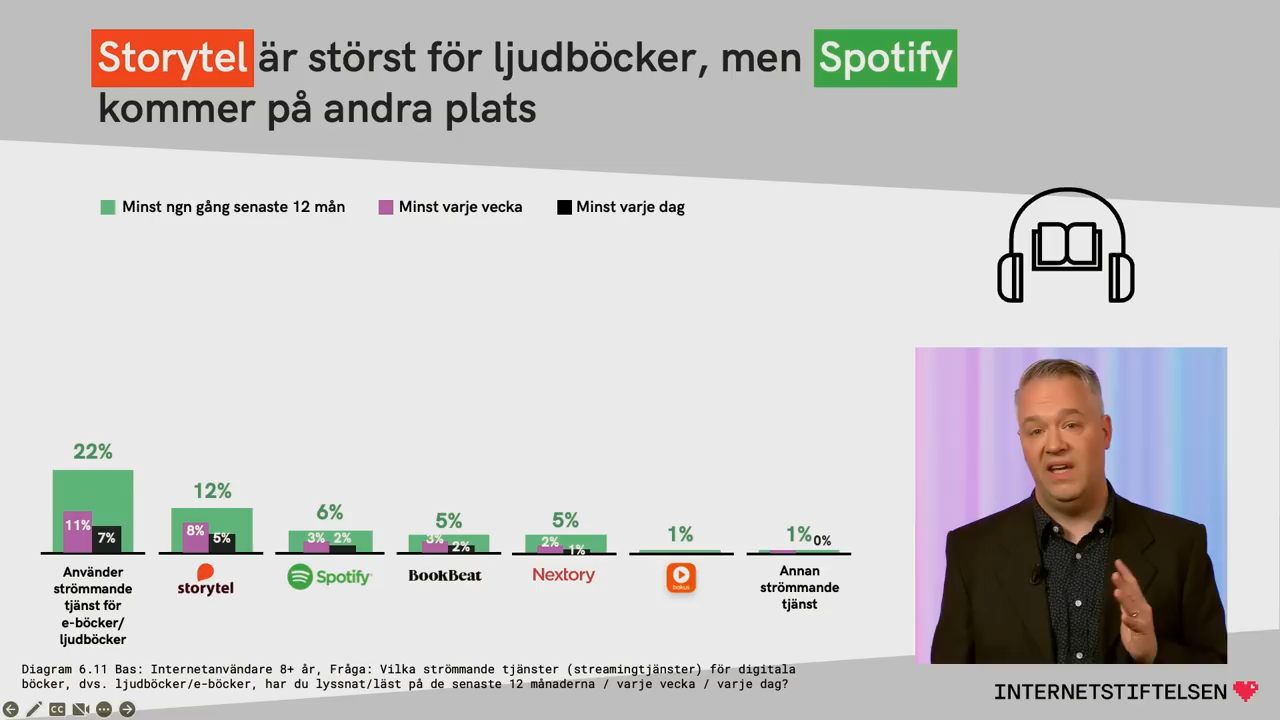 Storytel är störst för ljudböcker, men Spotify
kommer på andra plats
Minst ngn gång senaste 12 mån
Minst varje vecka
Minst varje dag
22%
11%
7%
12%
8%
5%
6%
3%
2%
5%
3%
2%
5%
2%
1%
1%
1%
0%
Använder
strömmande
tjänst för
e-böcker/
ljudböcker
storytel
Spotify
BookBeat
Nextory
bokus
Annan
strömmande
tjänst
Diagram 6.11 Bas: Internetanvändare 8+ år, Fråga: Vilka strömmande tjänster (streamingtjänster) för digitala
böcker, dvs. ljudböcker/e-böcker, har du lyssnat/läst på de senaste 12 månaderna / varje vecka / varje dag?
CC
INTERNETSTIFTELSEN